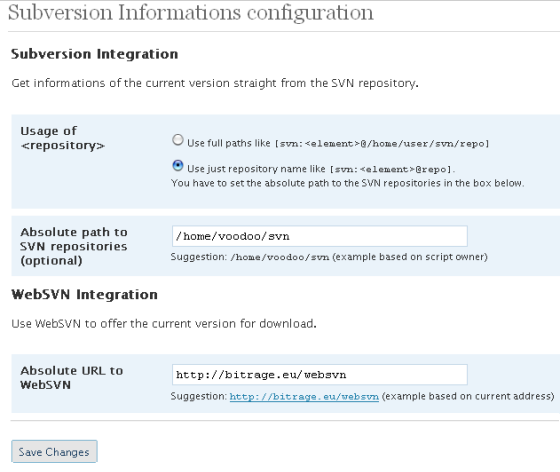 Subversion Informations configuration
Subversion Integration
Get informations of the current version straight from the SVN repository.
Usage of
<repository>
Use full paths like [svn:<element>@/home/user/svn/repo]
Use just repository name like [svn:<element>@repo].
You have to set the absolute path to the SVN repositories in the box below.
Absolute path to
SVN repositories
(optional)
/home/voodoo/svn
Suggestion: /home/voodoo/svn (example based on script owner)
WebSVN Integration
Use WebSVN to offer the current version for download.
Absolute URL to
WebSVN
http://bitrage.eu/websvn
Suggestion: http://bitrage.eu/websvn (example based on current address)
Save Changes